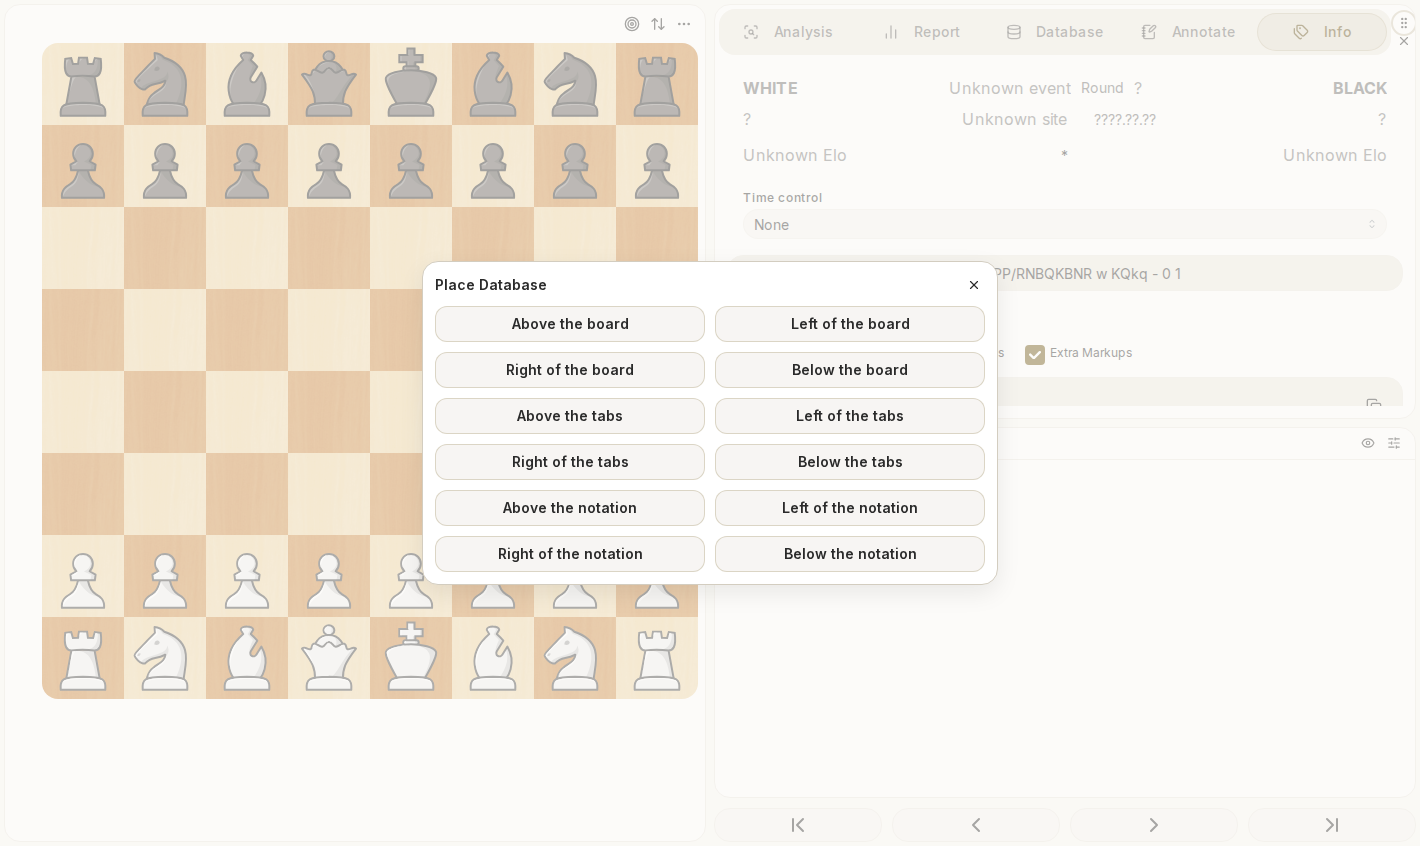 Analysis Report Database Annotate Info
WHITE Unknown event Round ? BLACK
? Unknown site ????.??.?? ?
Unknown Elo * Unknown Elo
Time control
None
PP/RNBQKBNR w KQkq - 0 1
s Extra Markups
Place Database
Above the board Left of the board
Right of the board Below the board
Above the tabs Left of the tabs
Right of the tabs Below the tabs
Above the notation Left of the notation
Right of the notation Below the notation